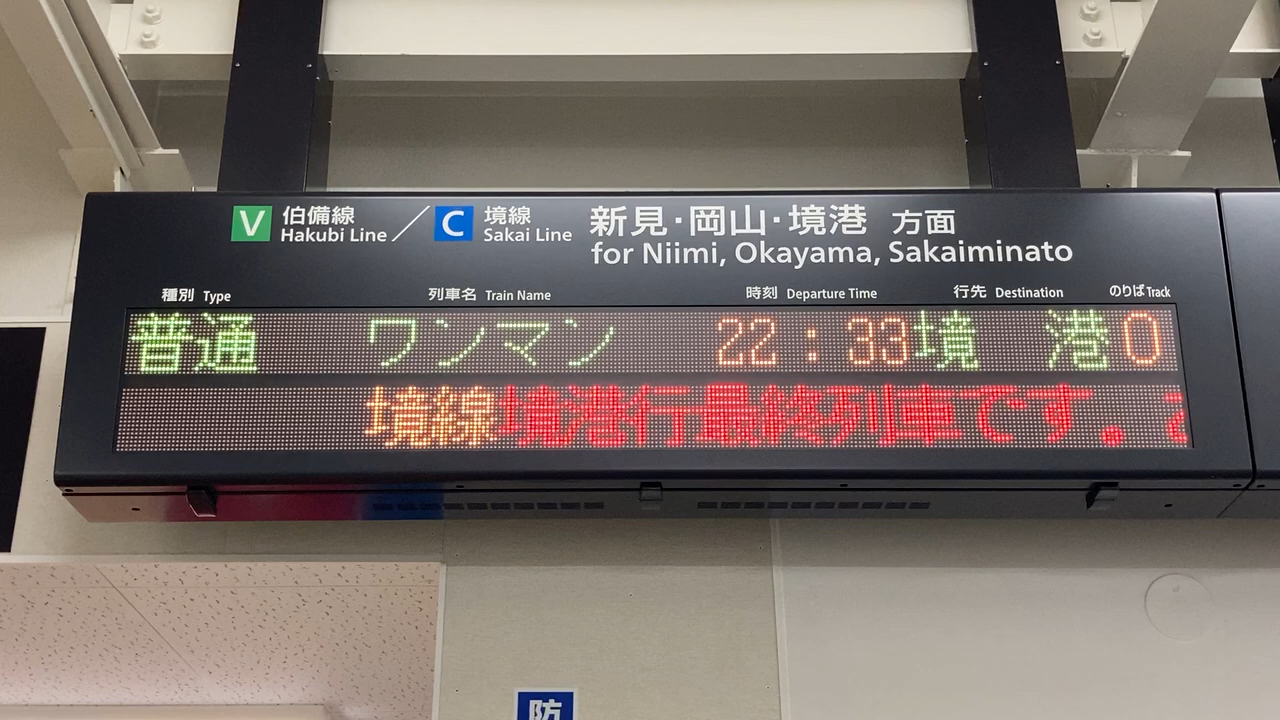 V 伯備線 ／ C 境線 新見・岡山・境港 方面
Hakubi Line Sakai Line for Niimi, Okayama, Sakaiminato
種別 Type 列車名 Train Name 時刻 Departure Time 行先 Destination のりば Track
普通 ワンマン 22:33 境 港 0
境線境港行最終列車です。
防